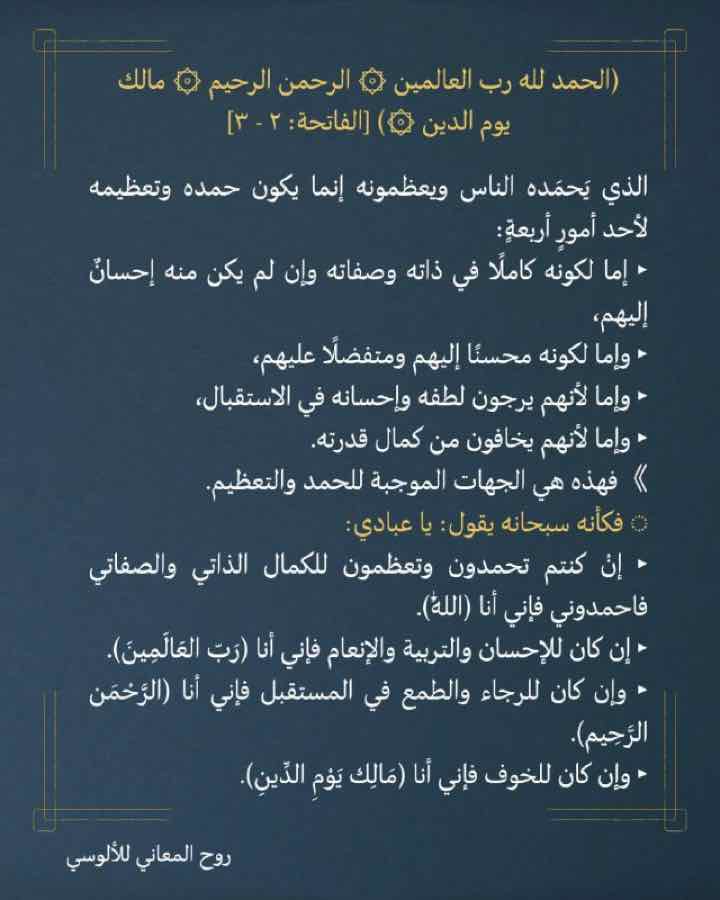 (الحمد لله رب العالمين ۞ الرحمن الرحيم ۞ مالك
يوم الدين ۞) [الفاتحة: ٢ - ٣]
الذي يَحمَده الناس ويعظمونه إنما يكون حمده وتعظيمه
لأحد أمورٍ أربعةٍ:
‣ إما لكونه كاملًا في ذاته وصفاته وإن لم يكن منه إحسانٌ
إليهم،
‣ وإما لكونه محسنًا إليهم ومتفضلًا عليهم،
‣ وإما لأنهم يرجون لطفه وإحسانه في الاستقبال،
‣ وإما لأنهم يخافون من كمال قدرته.
》 فهذه هي الجهات الموجبة للحمد والتعظيم.
◌ فكأنه سبحانه يقول: يا عبادي:
‣ إنْ كنتم تحمدون وتعظمون للكمال الذاتي والصفاتي
فاحمدوني فإني أنا (اللهُ).
‣ إن كان للإحسان والتربية والإنعام فإني أنا (رَبّ العَالَمِينَ).
‣ وإن كان للرجاء والطمع في المستقبل فإني أنا (الرَّحْمَن
الرَّحِيم).
‣ وإن كان للخوف فإني أنا (مَالِك يَوْمِ الدِّينِ).
روح المعاني للألوسي